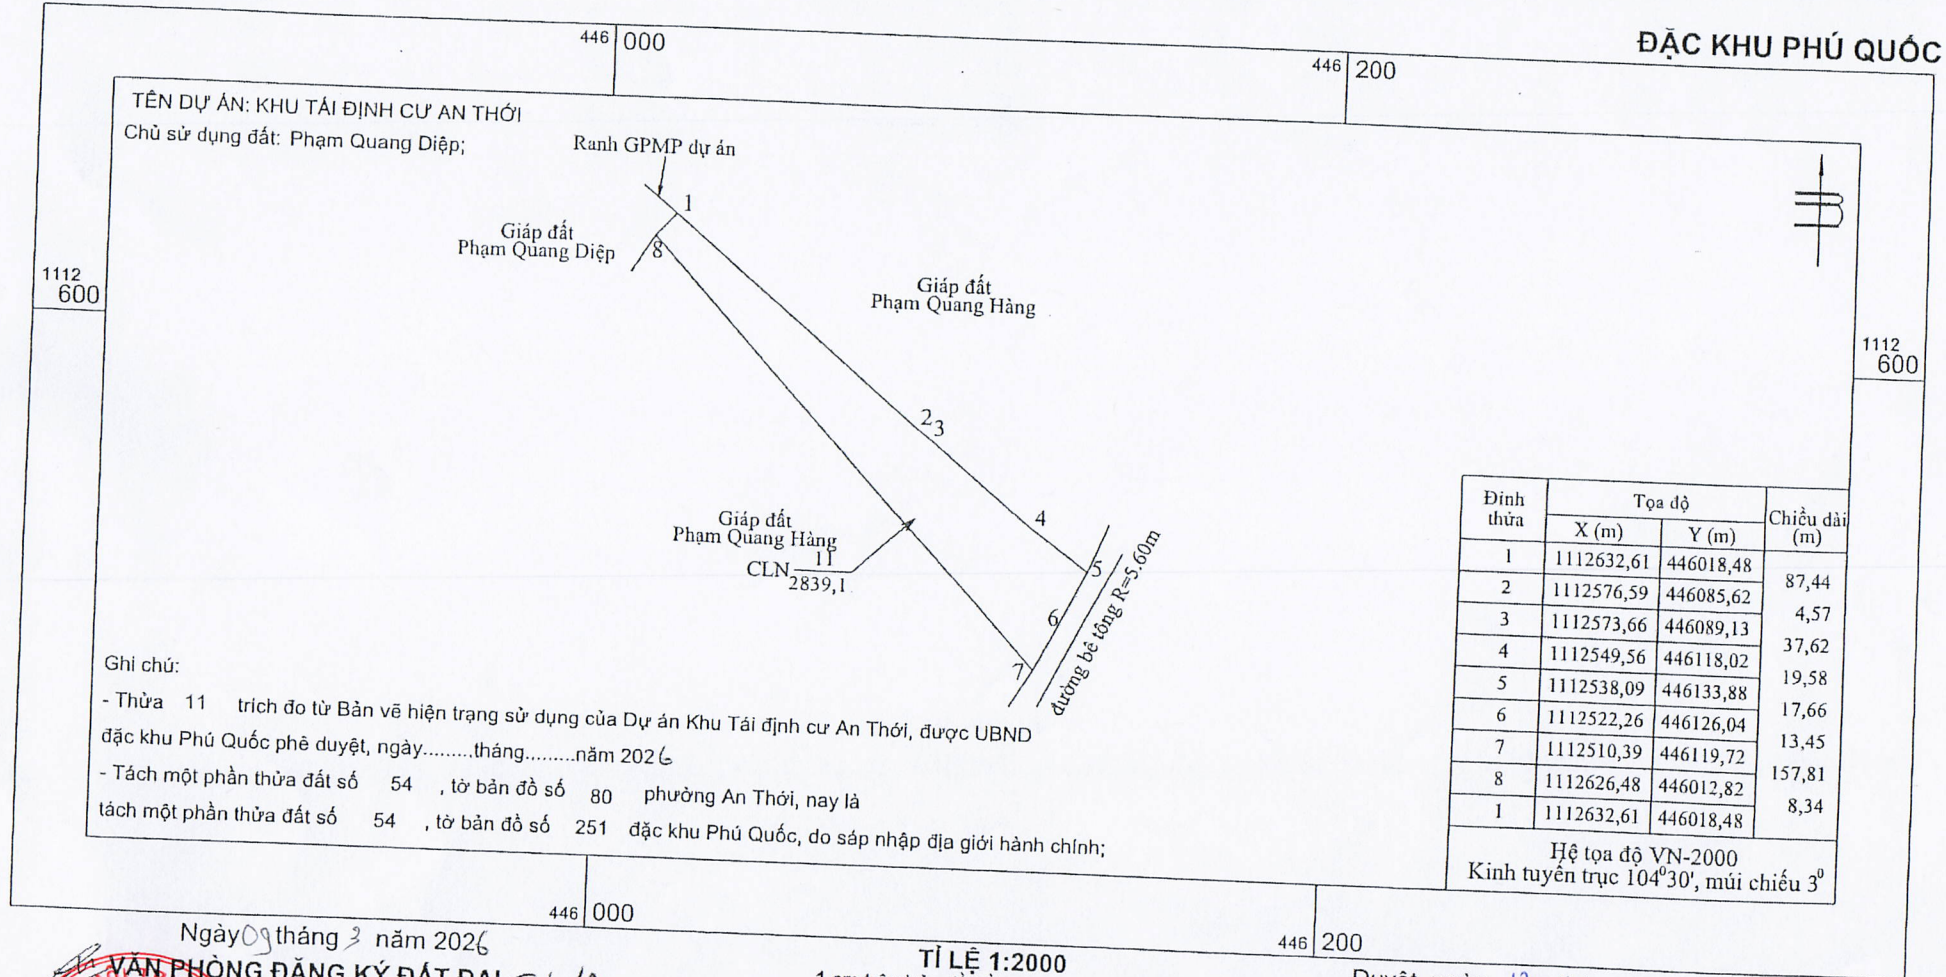 ĐẶC KHU PHÚ QUỐC
446 000
446 200
TÊN DỰ ÁN: KHU TÁI ĐỊNH CƯ AN THỚI
Chủ sử dụng đất: Phạm Quang Diệp;
Ranh GPMP dự án
1
Giáp đất
Phạm Quang Diệp
8
1112
600
Giáp đất
Phạm Quang Hàng
1112
600
2
3
4
5
6
7
Giáp đất
Phạm Quang Hàng
CLN 11
2839,1
đường bê tông R=5.60m
Đỉnh thửa Tọa độ Chiều dài (m)
X (m) Y (m)
1 1112632,61 446018,48
87,44
2 1112576,59 446085,62
4,57
3 1112573,66 446089,13
37,62
4 1112549,56 446118,02
19,58
5 1112538,09 446133,88
17,66
6 1112522,26 446126,04
13,45
7 1112510,39 446119,72
157,81
8 1112626,48 446012,82
8,34
1 1112632,61 446018,48
Hệ tọa độ VN-2000
Kinh tuyến trục 104⁰30', múi chiếu 3⁰
Ghi chú:
- Thửa 11 trích đo từ Bản vẽ hiện trạng sử dụng của Dự án Khu Tái định cư An Thới, được UBND
đặc khu Phú Quốc phê duyệt, ngày.........tháng.........năm 2026
- Tách một phần thửa đất số 54 , tờ bản đồ số 80 phường An Thới, nay là
tách một phần thửa đất số 54 , tờ bản đồ số 251 đặc khu Phú Quốc, do sáp nhập địa giới hành chính;
446 000
446 200
Ngày 09 tháng 3 năm 2026
VĂN PHÒNG ĐĂNG KÝ ĐẤT ĐAI
TỈ LỆ 1:2000